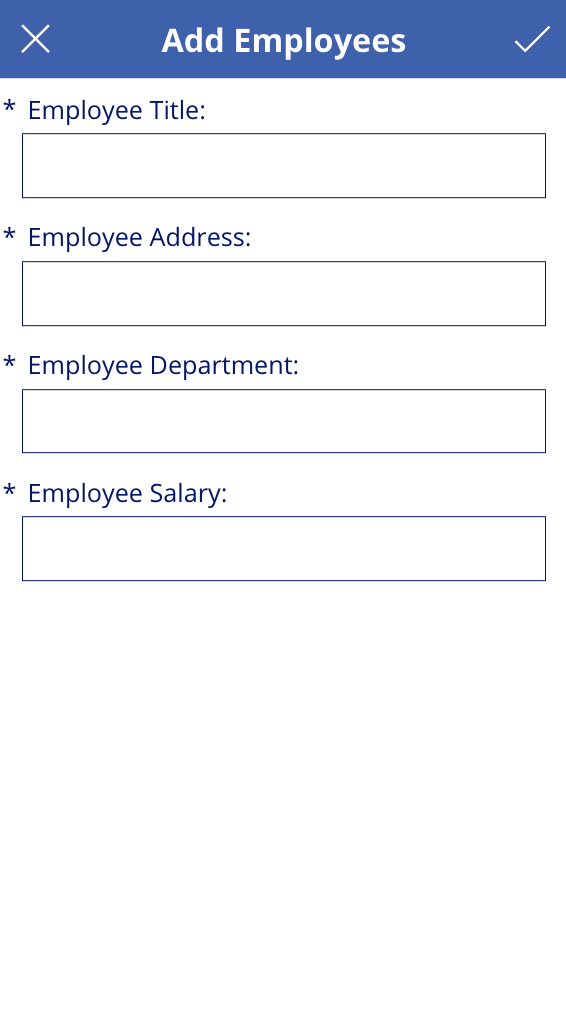 Add Employees
* Employee Title:
* Employee Address:
* Employee Department:
* Employee Salary: